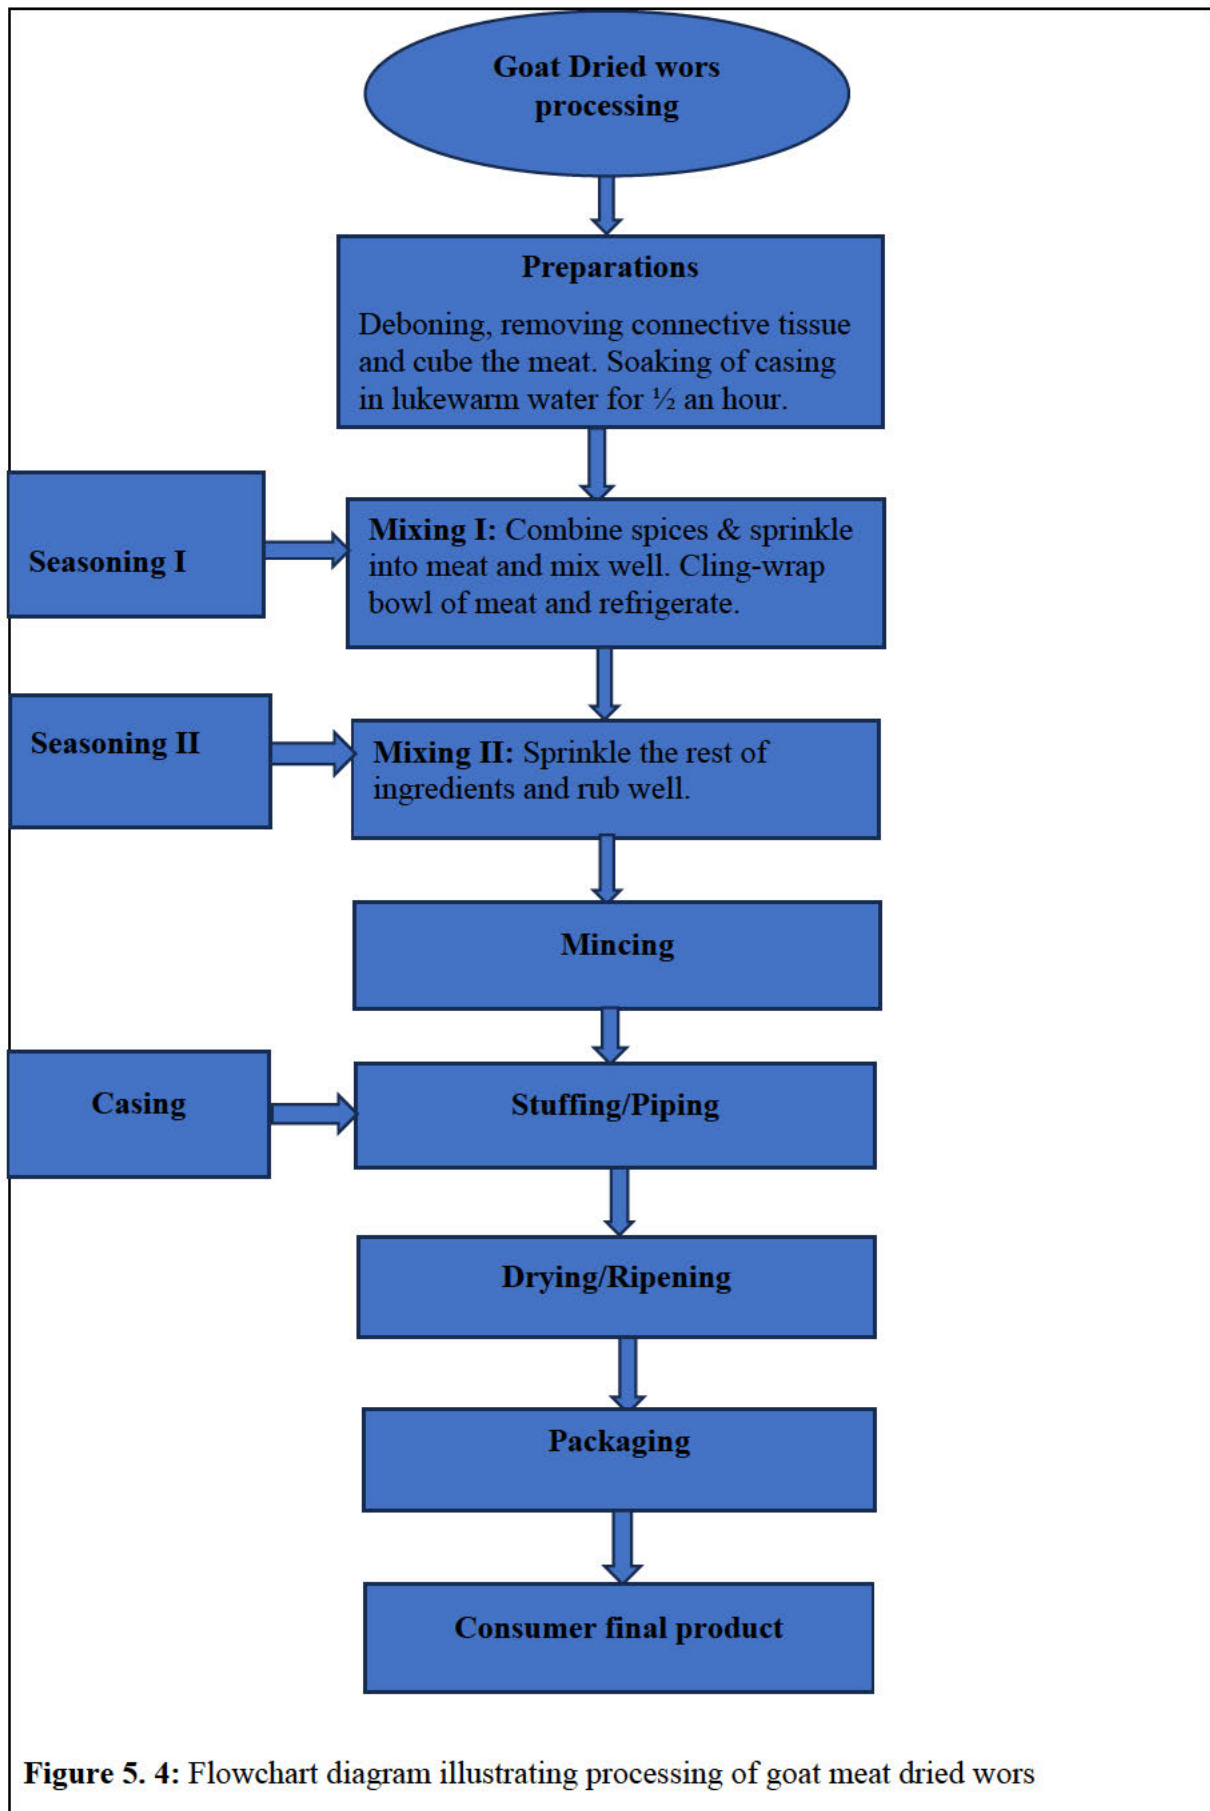 Goat Dried wors
processing
Preparations
Deboning, removing connective tissue
and cube the meat. Soaking of casing
in lukewarm water for ½ an hour.
Seasoning I
Mixing I: Combine spices & sprinkle
into meat and mix well. Cling-wrap
bowl of meat and refrigerate.
Seasoning II
Mixing II: Sprinkle the rest of
ingredients and rub well.
Mincing
Casing
Stuffing/Piping
Drying/Ripening
Packaging
Consumer final product
Figure 5. 4: Flowchart diagram illustrating processing of goat meat dried wors